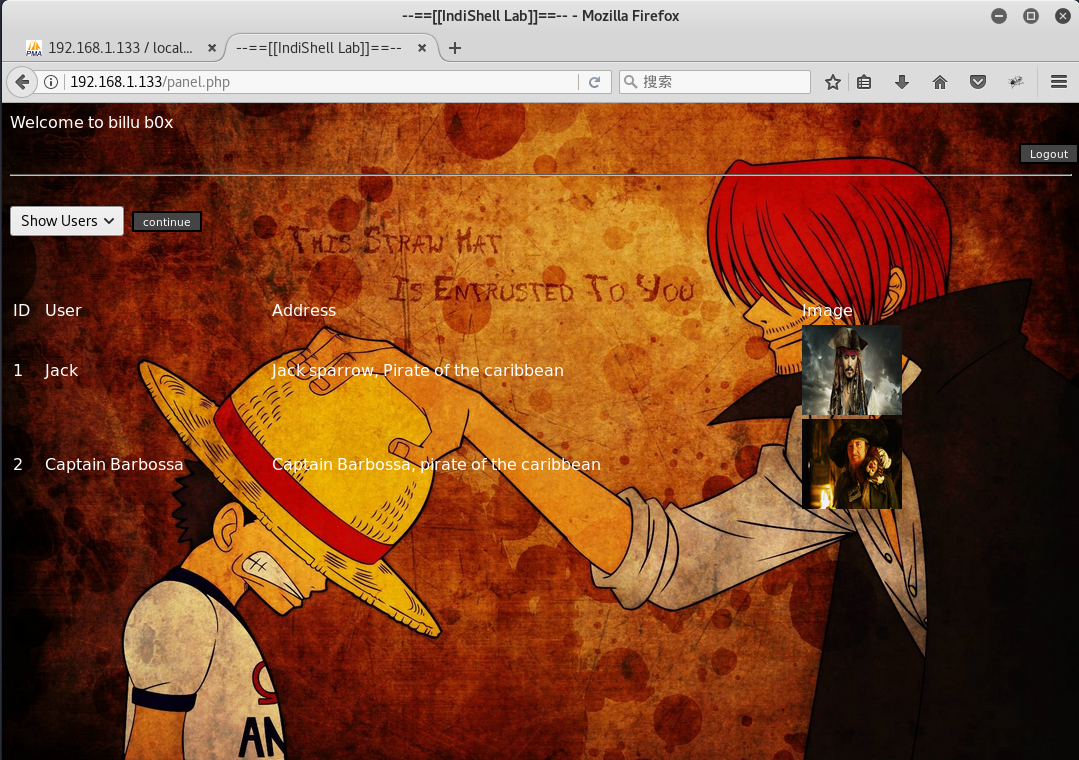 --==[[IndiShell Lab]]==-- - Mozilla Firefox
192.168.1.133 / local...
--==[[IndiShell Lab]]==--
192.168.1.133/panel.php
搜索
Welcome to billu b0x
Logout
Show Users
continue
THIS STRAW HAT
IS ENTRUSTED TO YOU
ID User Address Image
1 Jack Jack sparrow, Pirate of the caribbean
2 Captain Barbossa Captain Barbossa, pirate of the caribbean
AN